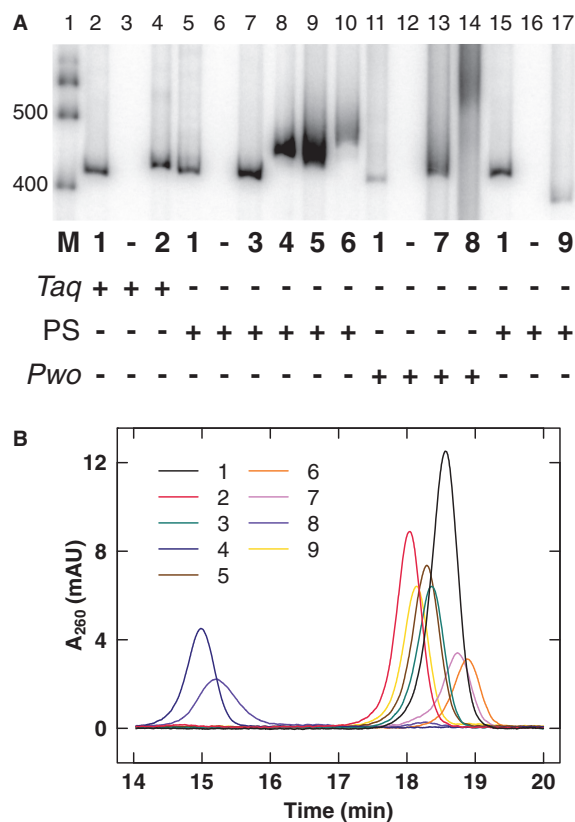 A 1 2 3 4 5 6 7 8 9 10 11 12 13 14 15 16 17
500
400
M 1 - 2 1 - 3 4 5 6 1 - 7 8 1 - 9
Taq + + + - - - - - - - - - - - - -
PS - - - + + + + + + - - - - + + +
Pwo - - - - - - - - - + + + + - - -
B
12
8
4
0
A260 (mAU)
1 6
2 7
3 8
4 9
5
14 15 16 17 18 19 20
Time (min)